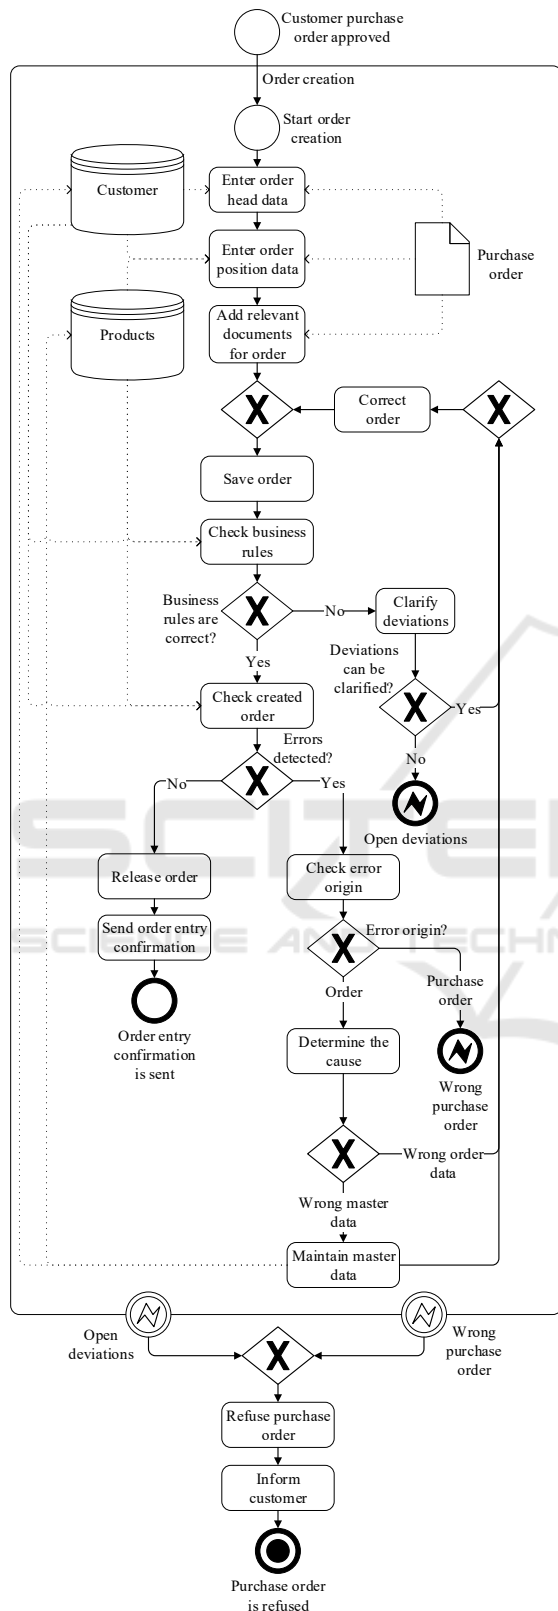 Customer purchase
order approved
Order creation
Start order
creation
Customer
Enter order
head data
Enter order
position data
Purchase
order
Products
Add relevant
documents
for order
Correct
order
X
X
Save order
Check business
rules
Business
rules are
correct?
X
No
Clarify
deviations
Yes
Deviations
can be
clarified?
X
Yes
Check created
order
Errors
detected?
No
X
No
Yes
Open deviations
Release order
Check error
origin
Send order entry
confirmation
Error origin?
X
Order
Purchase
order
Order entry
confirmation
is sent
Determine the
cause
Wrong
purchase
order
X
Wrong order
data
Wrong master
data
Maintain master
data
Open
deviations
X
Wrong
purchase
order
Refuse purchase
order
Inform
customer
Purchase order
is refused
SCITE
SCIENCE AND TECHN